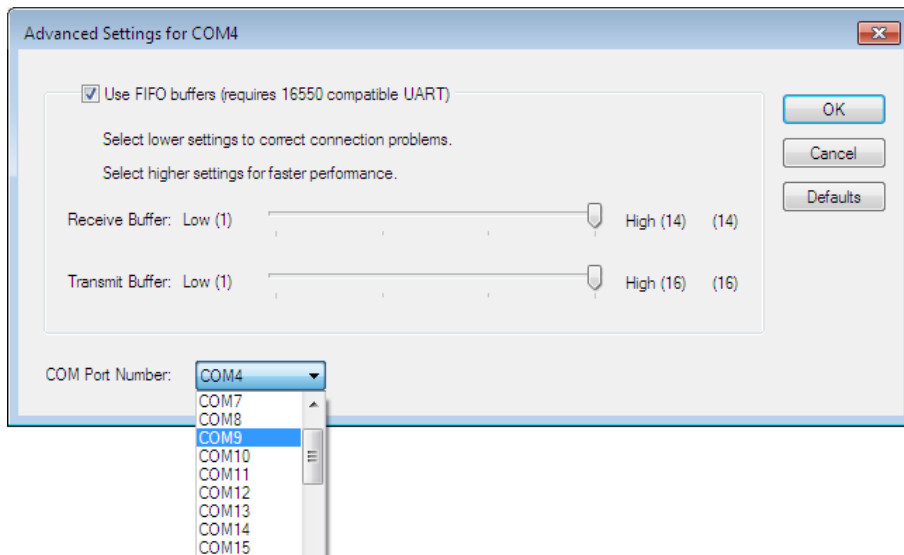 Advanced Settings for COM4
Use FIFO buffers (requires 16550 compatible UART)
OK
Select lower settings to correct connection problems.
Cancel
Select higher settings for faster performance.
Defaults
Receive Buffer: Low (1) High (14) (14)
Transmit Buffer: Low (1) High (16) (16)
COM Port Number: COM4
COM7
COM8
COM9
COM10
COM11
COM12
COM13
COM14
COM15